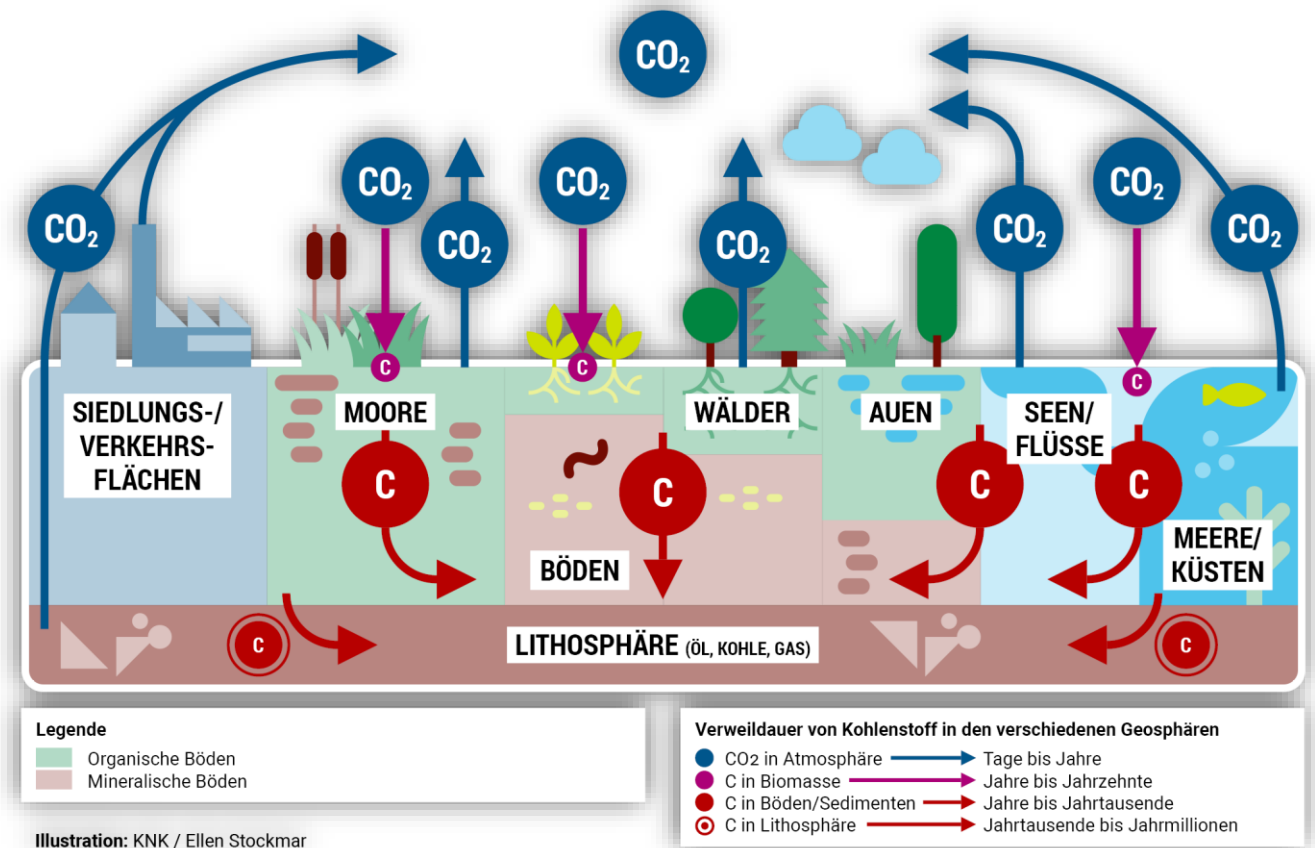 CO₂
CO₂
CO₂
CO₂
CO₂
CO₂
CO₂
CO₂
CO₂
CO₂
C
C
C
SIEDLUNGS-/
VERKEHRS-
FLÄCHEN
MOORE
WÄLDER
AUEN
SEEN/
FLÜSSE
C
C
C
C
BÖDEN
MEERE/
KÜSTEN
C
LITHOSPHÄRE (ÖL, KOHLE, GAS)
C
Legende
Organische Böden
Mineralische Böden
Illustration: KNK / Ellen Stockmar
Verweildauer von Kohlenstoff in den verschiedenen Geosphären
CO2 in Atmosphäre Tage bis Jahre
C in Biomasse Jahre bis Jahrzehnte
C in Böden/Sedimenten Jahre bis Jahrtausende
C in Lithosphäre Jahrtausende bis Jahrmillionen